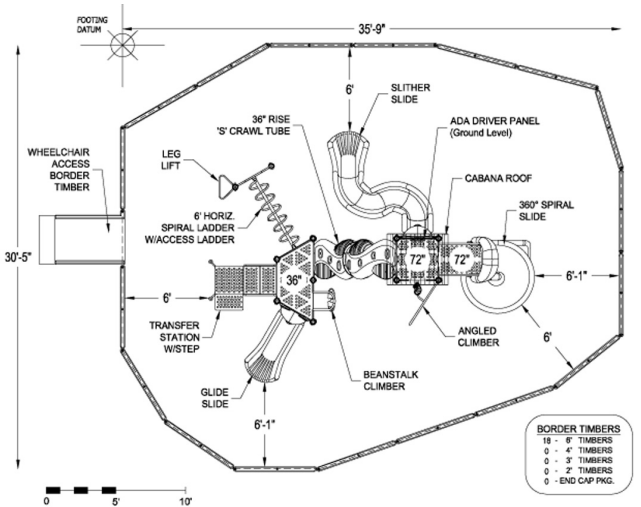 FOOTING
DATUM
35'-9"
6'
SLITHER
SLIDE
36" RISE
'S' CRAWL TUBE
ADA DRIVER PANEL
(Ground Level)
WHEELCHAIR
ACCESS
BORDER
TIMBER
LEG
LIFT
CABANA ROOF
6' HORIZ.
SPIRAL LADDER
W/ACCESS LADDER
360° SPIRAL
SLIDE
30'-5"
36"
72"
72"
6'
6'-1"
TRANSFER
STATION
W/STEP
ANGLED
CLIMBER
6'
GLIDE
SLIDE
BEANSTALK
CLIMBER
6'-1"
BORDER TIMBERS
18 - 6' TIMBERS
0 - 4' TIMBERS
0 - 3' TIMBERS
0 - 2' TIMBERS
0 - END CAP PKG.
0 5' 10'